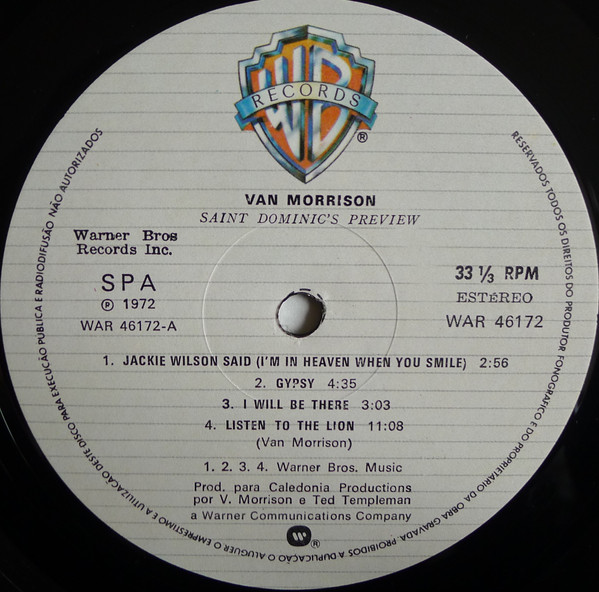 WB
RECORDS
®
VAN MORRISON
SAINT DOMINIC'S PREVIEW
Warner Bros
Records Inc.
SPA
℗ 1972
WAR 46172-A
33 ⅓ RPM
ESTÉREO
WAR 46172
1. JACKIE WILSON SAID (I'M IN HEAVEN WHEN YOU SMILE) 2:56
2. GYPSY 4:35
3. I WILL BE THERE 3:03
4. LISTEN TO THE LION 11:08
(Van Morrison)
1. 2. 3. 4. Warner Bros. Music
Prod. para Caledonia Productions
por V. Morrison e Ted Templeman
a Warner Communications Company
W®
RESERVADOS TODOS OS DIREITOS DO PRODUTOR FONOGRÁFICO E DO PROPRIETÁRIO DA OBRA GRAVADA. PROIBIDOS A DUPLICAÇÃO O ALUGUER O EMPRÉSTIMO E A UTILIZAÇÃO DESTE DISCO PARA EXECUÇÃO PÚBLICA E RADIODIFUSÃO NÃO AUTORIZADOS